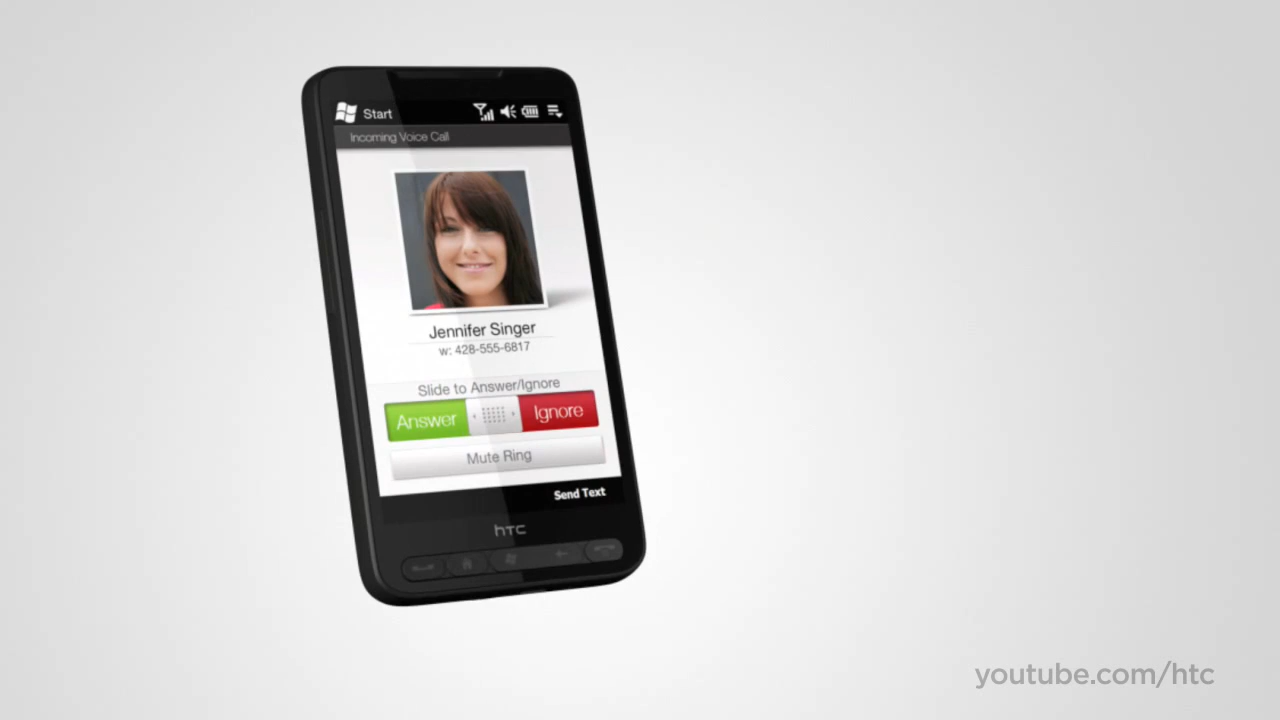 Start
Incoming Voice Call
Jennifer Singer
w: 428-555-6817
Slide to Answer/Ignore
Answer
Ignore
Mute Ring
Send Text
hTC
youtube.com/htc